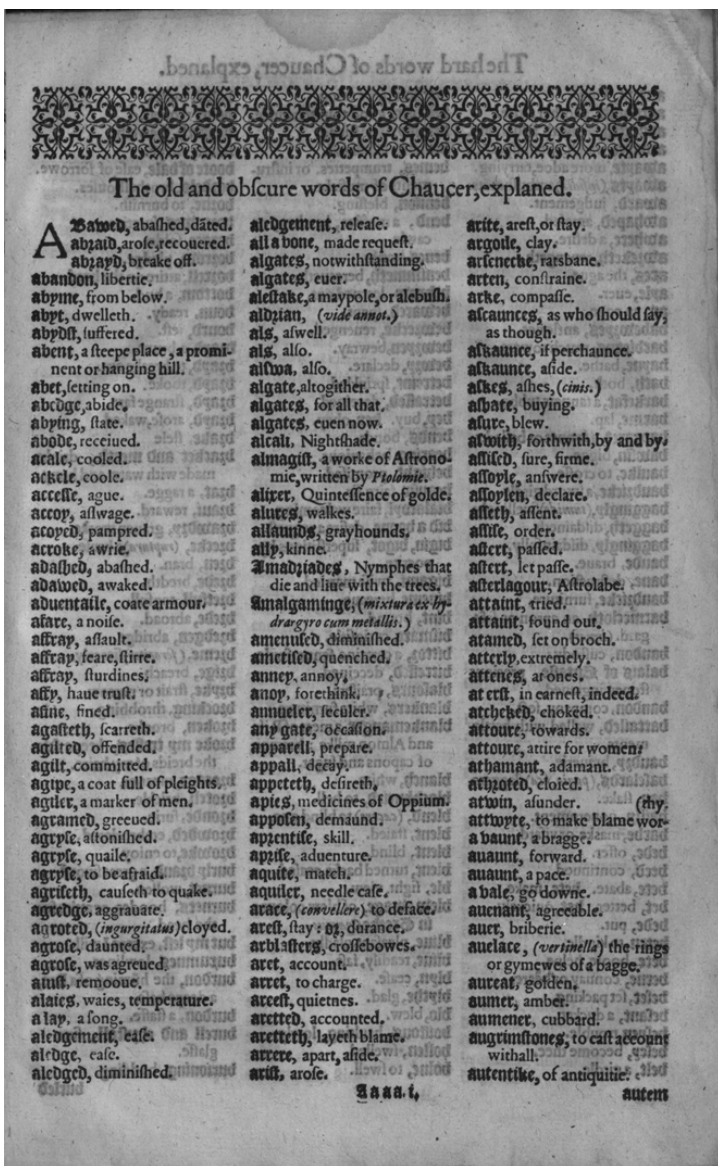 The old and obſcure words of Chaucer, explaned.
ABawed, abaſhed, dāted.
abraid, aroſe, recouered.
abrayd, breake off.
abandon, libertie.
abyme, from below.
abyt, dwelleth.
abydſt, ſuffered.
abent, a ſteepe place, a promi-
nent or hanging hill.
abet, ſetting on.
abedge, abide.
abying, ſtate.
abode, receiued.
acale, cooled.
ackele, coole.
acceſſe, ague.
accoy, aſſwage.
acoyed, pampred.
acroke, awrie.
adaſhed, abaſhed.
adawed, awaked.
aduentaile, coate armour.
afare, a noiſe.
affray, aſſault.
affray, feare, ſtirre.
affray, ſturdines.
affy, haue truſt.
afine, fined.
agaſteth, ſcarreth.
agilted, offended.
agilt, committed.
agipe, a coat full of pleights.
agiler, a marker of men.
agramed, greeued.
agryſe, aſtoniſhed.
agryſe, quaile.
agryſe, to be afraid.
agriſeth, cauſeth to quake.
agredge, aggrauate.
agroted, (ingurgitatus) cloyed.
agroſe, daunted.
agroſe, was agreued.
amiſt, remooue.
alaies, waies, temperature.
a lay, a ſong.
aledgement, eaſe.
aledge, eaſe.
aledged, diminiſhed.
aledgement, releaſe.
all a bone, made requeſt.
algates, notwithſtanding.
algates, euer.
aleſtake, a maypole, or alebuſh.
aldrian, (vide annot.)
als, aſwell.
als, alſo.
alſwa, alſo.
algate, altogither.
algates, for all that.
algates, euen now.
alcalt, Nightſhade.
almagiſt, a worke of Aſtrono-
mie, written by Ptolomie.
alixer, Quinteſſence of golde.
alures, walkes.
allaunds, grayhounds.
ally, kinne.
Amadriades, Nymphes that
die and liue with the trees.
Amalgaminge, (mixtura ex hy-
drargyro cum metallis.)
amenuſed, diminiſhed.
ametiſed, quenched.
anney, annoy.
anoy, forethink.
annueler, ſeculer.
any gate, occaſion.
apparell, prepare.
appall, decay.
appeteth, deſireth.
apies, medicines of Oppium.
appoſen, demaund.
aprentiſe, skill.
apriſe, aduenture.
aquite, match.
aquiler, needle caſe.
arace, (convellere) to deface.
areſt, ſtay: or, durance.
arblaſters, croſſebowes.
aret, account.
arret, to charge.
arreſt, quietnes.
aretted, accounted.
aretteth, layeth blame.
arrere, apart, aſide.
ariſt, aroſe.
arite, areſt, or ſtay.
argoile, clay.
arſenecke, ratsbane.
arten, conſtraine.
arke, compaſſe.
aſcaunces, as who ſhould ſay,
as though.
aſkaunce, if perchaunce.
aſkaunce, aſide.
aſkes, aſhes, (cinis.)
aſbate, buying.
aſure, blew.
aſwith, forthwith, by and by.
aſſiſed, ſure, firme.
aſſoyle, anſwere.
aſſoylen, declare.
aſſeth, aſſent.
aſſiſe, order.
aſtert, paſſed.
aſtert, let paſſe.
aſterlagour, Aſtrolabe.
attaint, tried.
attaint, found out.
atamed, ſet on broch.
atterly, extremely.
attenes, at ones.
at erſt, in earneſt, indeed.
atcheked, choked.
attoure, towards.
attoure, attire for women.
athamant, adamant.
athroted, cloied.
atwin, aſunder. (thy.
attwyte, to make blame wor-
a vaunt, a bragge.
auaunt, forward.
auaunt, a pace.
a vale, go downe.
auenant, agreeable.
auer, briberie.
auelace, (vertinella) the rings
or gymewes of a bagge.
aureat, golden.
aumer, amber.
aumener, cubbard.
augrimſtones, to caſt account
withall.
autentike, of antiquitie.
Aaaa.i.
autem